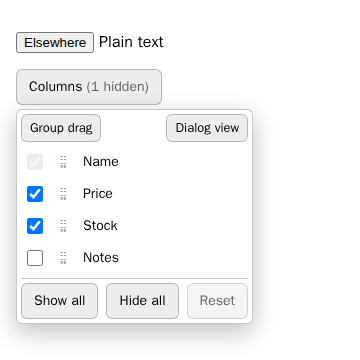 Elsewhere Plain text
Columns (1 hidden)
Group drag Dialog view
Name
Price
Stock
Notes
Show all Hide all Reset